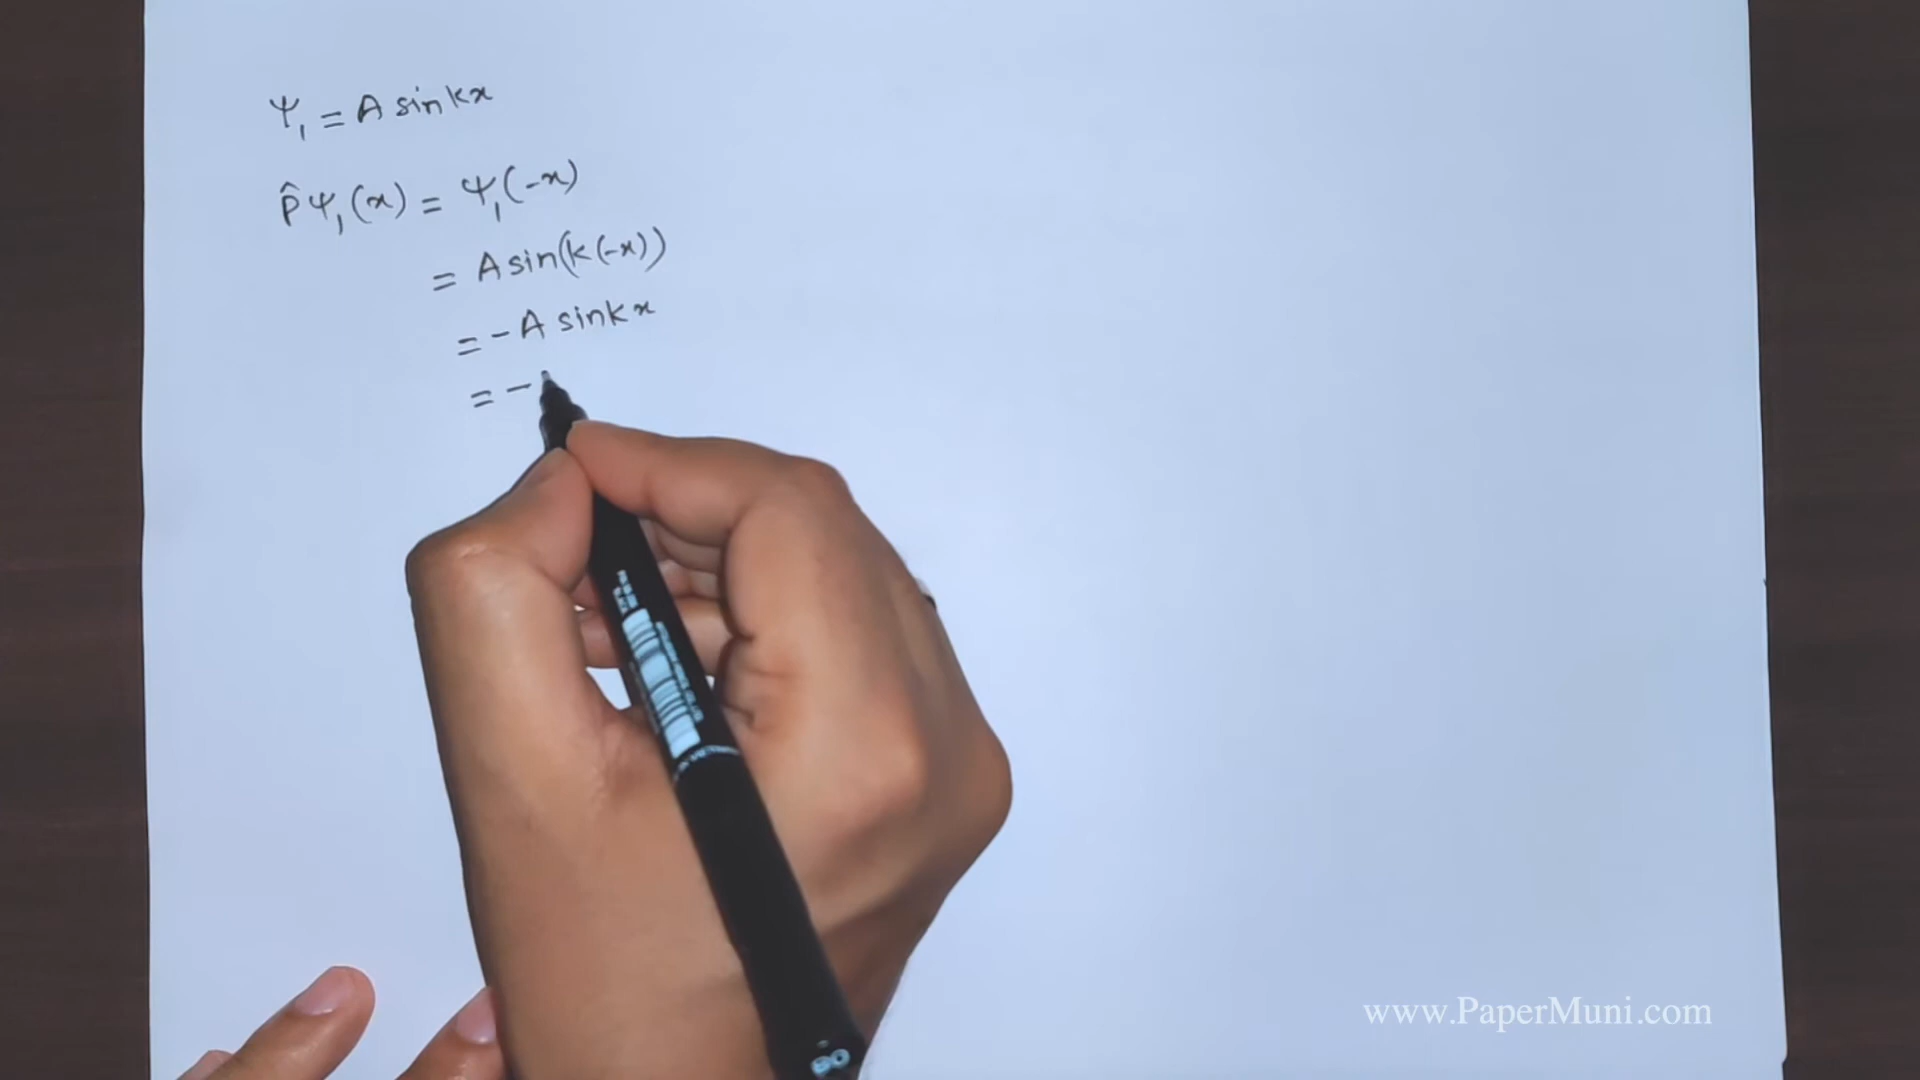 Ψ₁ = A sin kx
P̂ Ψ₁(x) = Ψ₁(-x)
= A sin(k(-x))
= - A sin kx
= -
www.PaperMuni.com